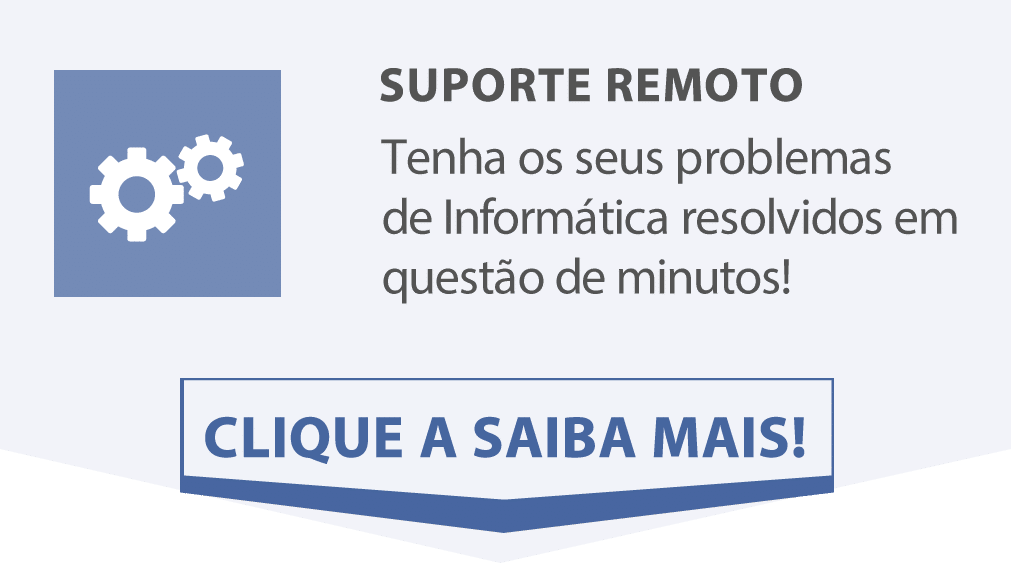 SUPORTE REMOTO
Tenha os seus problemas
de Informática resolvidos em
questão de minutos!
CLIQUE A SAIBA MAIS!